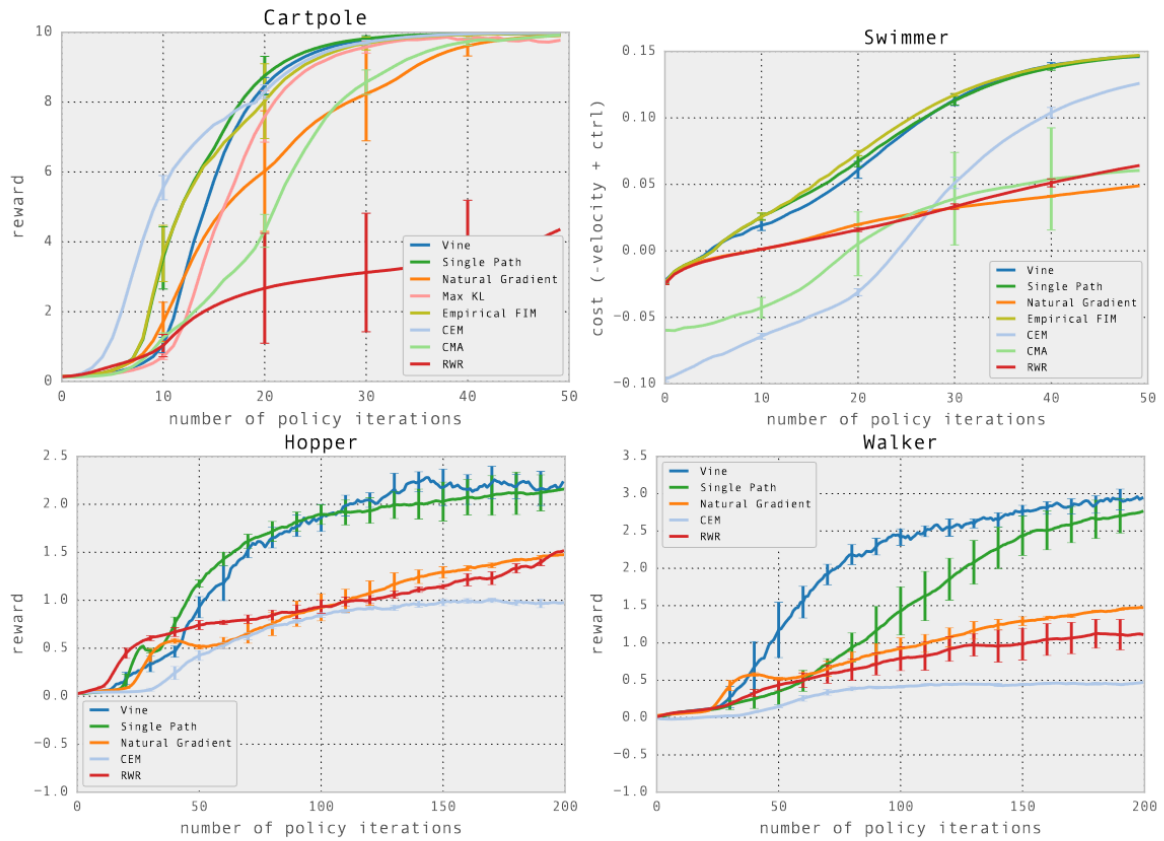 Cartpole
10
8
6
4
2
0
reward
0 10 20 30 40 50
number of policy iterations
Vine
Single Path
Natural Gradient
Max KL
Empirical FIM
CEM
CMA
RWR
Swimmer
0.15
0.10
0.05
0.00
−0.05
−0.10
cost (-velocity + ctrl)
0 10 20 30 40 50
number of policy iterations
Vine
Single Path
Natural Gradient
Empirical FIM
CEM
CMA
RWR
Hopper
2.5
2.0
1.5
1.0
0.5
0.0
−0.5
−1.0
reward
0 50 100 150 200
number of policy iterations
Vine
Single Path
Natural Gradient
CEM
RWR
Walker
3.5
3.0
2.5
2.0
1.5
1.0
0.5
0.0
−0.5
−1.0
reward
0 50 100 150 200
number of policy iterations
Vine
Single Path
Natural Gradient
CEM
RWR